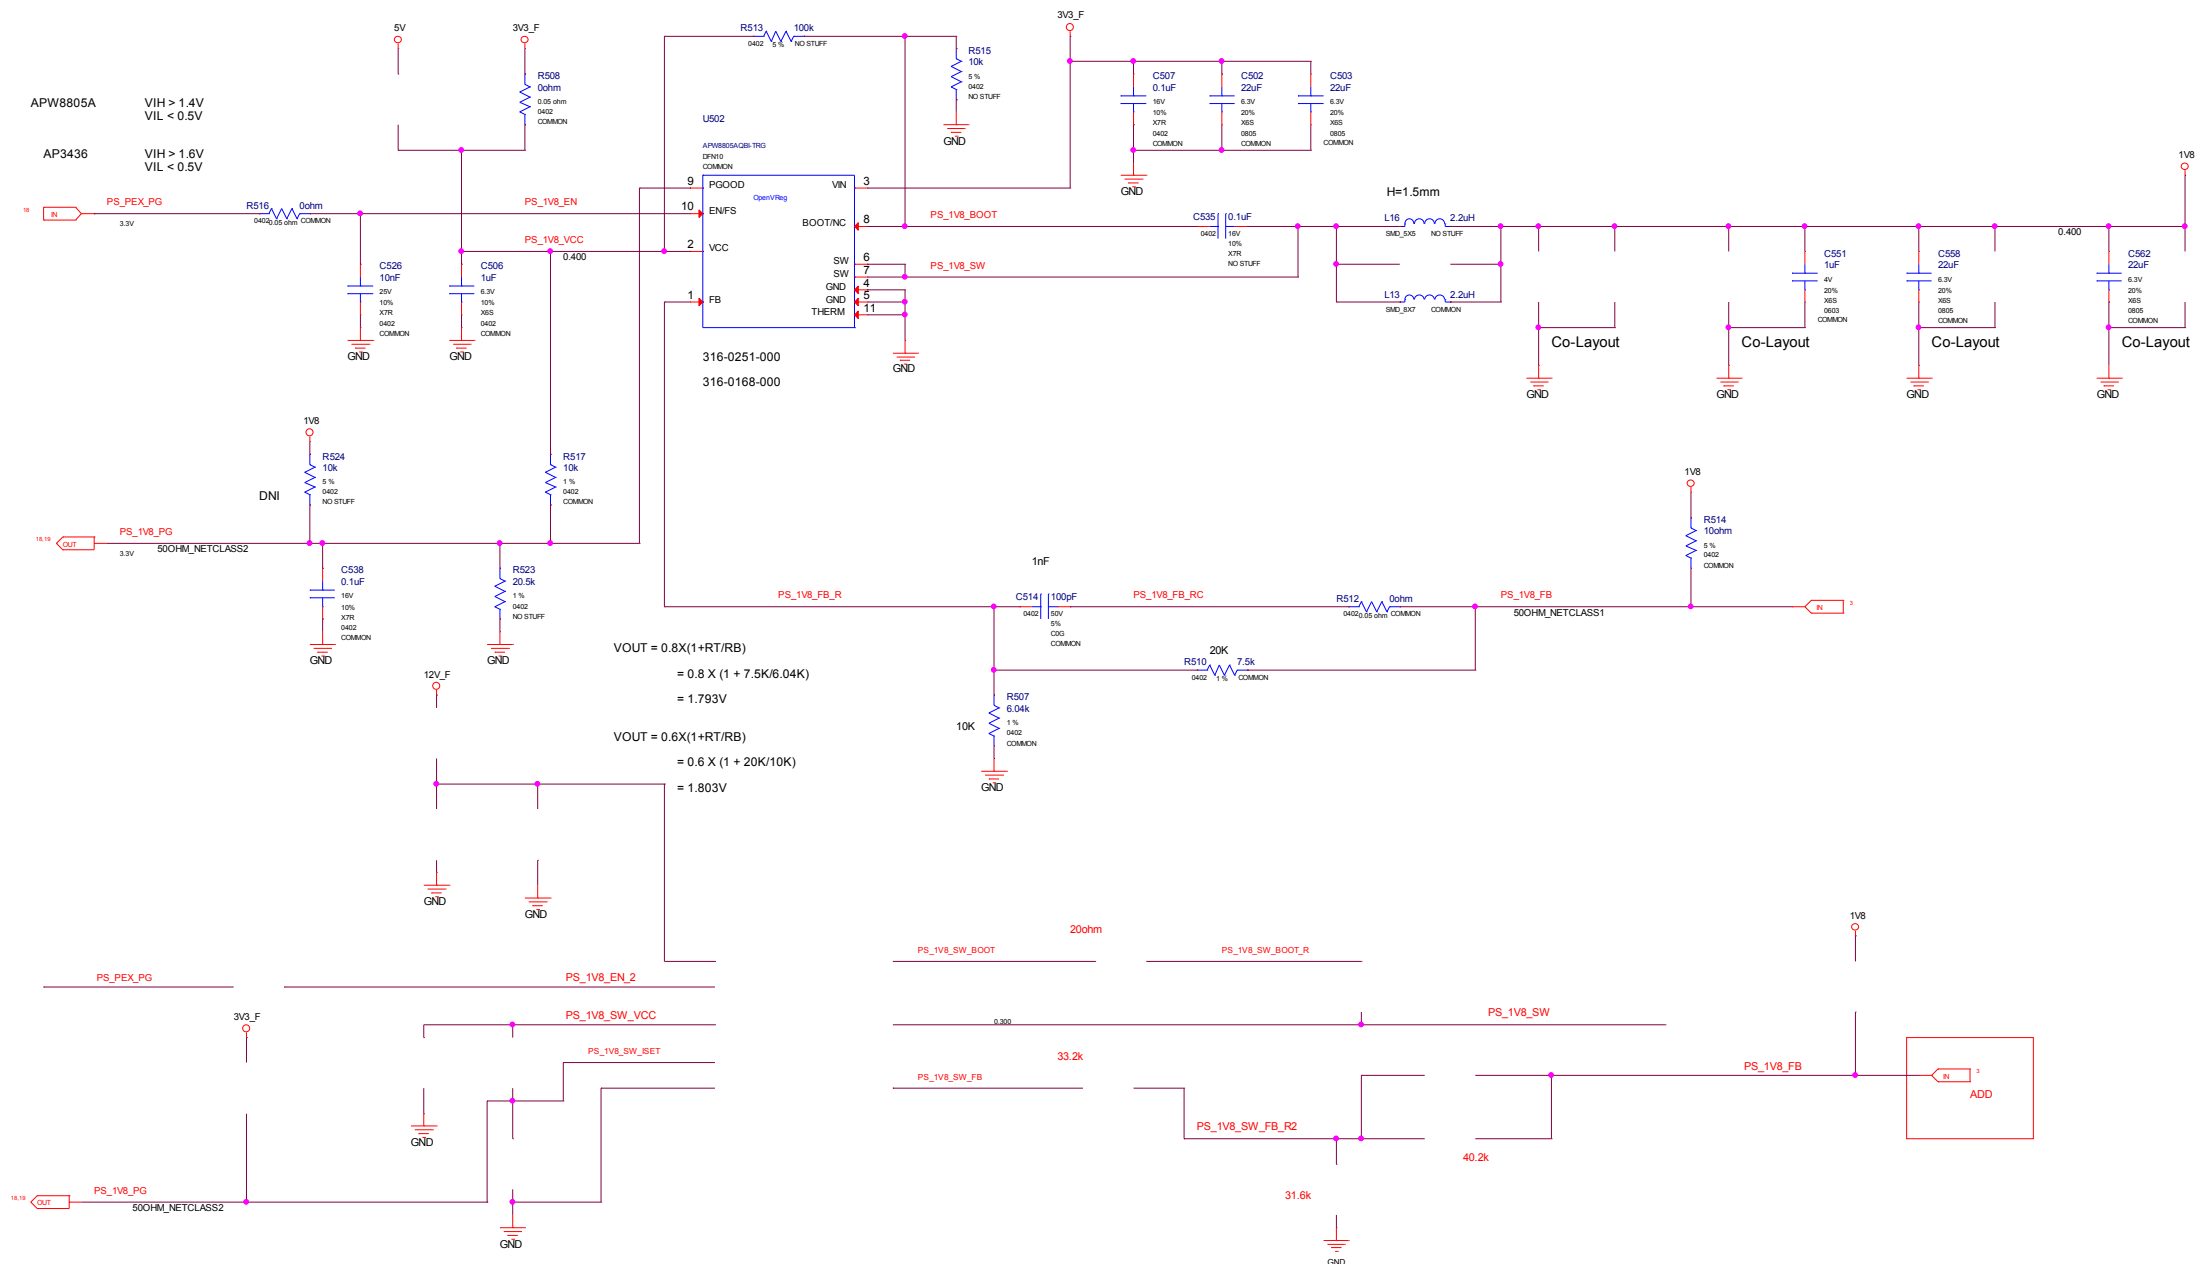 5V
3V3_F
R508
0ohm
0.05 ohm
0402
COMMON
APW8805A VIH > 1.4V
VIL < 0.5V
AP3436 VIH > 1.6V
VIL < 0.5V
R513 100k
0402 5 % NO STUFF
R515
10k
5 %
0402
NO STUFF
GND
3V3_F
C507
0.1uF
16V
10%
X7R
0402
COMMON
C502
22uF
6.3V
20%
X6S
0805
COMMON
C503
22uF
6.3V
20%
X6S
0805
COMMON
GND
U502
APW8805AQBI-TRG
DFN10
COMMON
OpenVReg
9 PGOOD
10 EN/FS
2 VCC
1 FB
VIN 3
BOOT/NC 8
SW 6
SW 7
GND 4
GND 5
THERM 11
316-0251-000
316-0168-000
GND
18 IN PS_PEX_PG
3.3V
R516 0ohm
0402 0.05 ohm COMMON
PS_1V8_EN
PS_1V8_VCC
0.400
C526
10nF
25V
10%
X7R
0402
COMMON
GND
C506
1uF
6.3V
10%
X6S
0402
COMMON
GND
PS_1V8_BOOT
PS_1V8_SW
C535 0.1uF
0402 16V
10%
X7R
NO STUFF
H=1.5mm
L16 2.2uH
SMD_5X5 NO STUFF
L13 2.2uH
SMD_8X7 COMMON
1V8
0.400
C551
1uF
4V
20%
X6S
0603
COMMON
C558
22uF
6.3V
20%
X6S
0805
COMMON
C562
22uF
6.3V
20%
X6S
0805
COMMON
Co-Layout
Co-Layout
Co-Layout
Co-Layout
GND
GND
GND
GND
1V8
R524
10k
5 %
0402
NO STUFF
DNI
R517
10k
1 %
0402
COMMON
18,19 OUT PS_1V8_PG
3.3V
50OHM_NETCLASS2
C538
0.1uF
16V
10%
X7R
0402
COMMON
GND
R523
20.5k
1 %
0402
NO STUFF
GND
1V8
R514
10ohm
5 %
0402
COMMON
1nF
PS_1V8_FB_R
C514 100pF
0402 50V
5%
C0G
COMMON
PS_1V8_FB_RC
R512 0ohm
0402 0.05 ohm COMMON
PS_1V8_FB
50OHM_NETCLASS1
IN 3
20K
R510 7.5k
0402 1 % COMMON
R507
6.04k
1 %
0402
COMMON
10K
GND
VOUT = 0.8X(1+RT/RB)
= 0.8 X (1 + 7.5K/6.04K)
= 1.793V
VOUT = 0.6X(1+RT/RB)
= 0.6 X (1 + 20K/10K)
= 1.803V
12V_F
GND
GND
20ohm
PS_1V8_SW_BOOT
PS_1V8_SW_BOOT_R
1V8
PS_PEX_PG
PS_1V8_EN_2
3V3_F
PS_1V8_SW_VCC
0.300
PS_1V8_SW
PS_1V8_SW_ISET
33.2k
PS_1V8_SW_FB
PS_1V8_FB
IN 3
ADD
GND
PS_1V8_SW_FB_R2
40.2k
31.6k
18,19 OUT PS_1V8_PG
50OHM_NETCLASS2
GND
GND